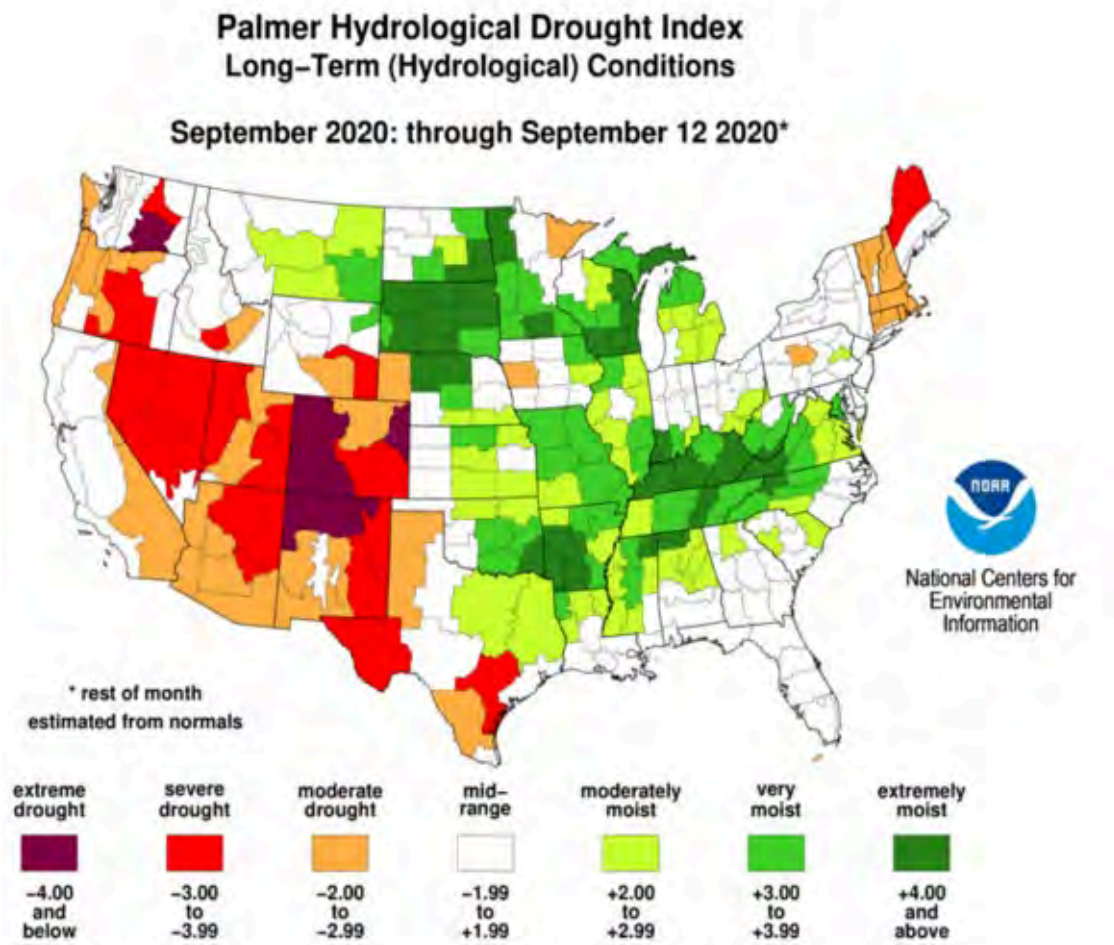 Palmer Hydrological Drought Index
Long–Term (Hydrological) Conditions
September 2020: through September 12 2020*
NOAA
National Centers for
Environmental
Information
* rest of month
estimated from normals
extreme drought
severe drought
moderate drought
mid– range
moderately moist
very moist
extremely moist
–4.00 and below
–3.00 to –3.99
–2.00 to –2.99
–1.99 to +1.99
+2.00 to +2.99
+3.00 to +3.99
+4.00 and above